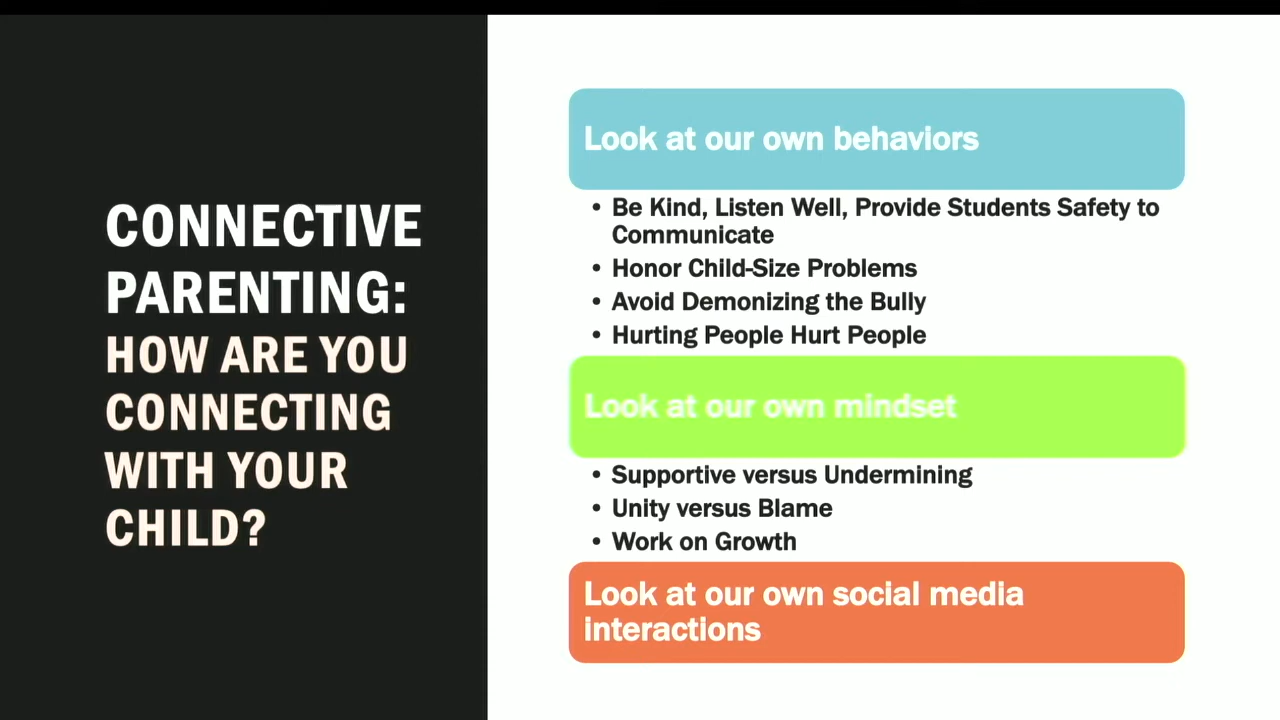 CONNECTIVE
PARENTING:
HOW ARE YOU
CONNECTING
WITH YOUR
CHILD?
Look at our own behaviors
• Be Kind, Listen Well, Provide Students Safety to
Communicate
• Honor Child-Size Problems
• Avoid Demonizing the Bully
• Hurting People Hurt People
Look at our own mindset
• Supportive versus Undermining
• Unity versus Blame
• Work on Growth
Look at our own social media
interactions